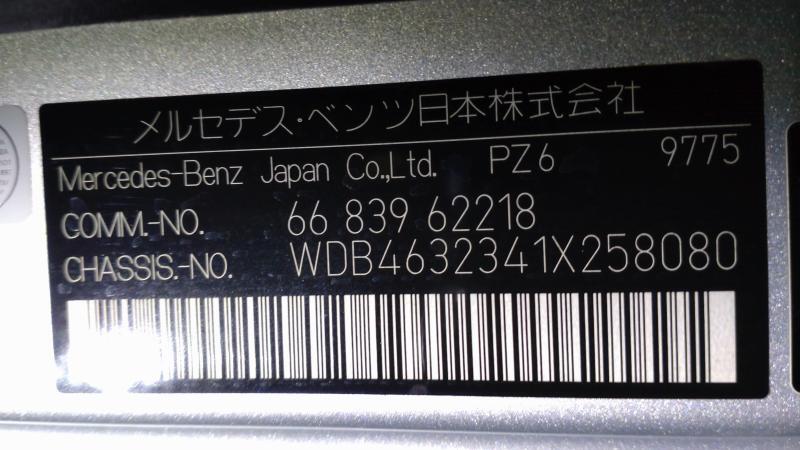 メルセデス・ベンツ日本株式会社
Mercedes-Benz Japan Co.,Ltd. PZ6 9775
COMM.-NO. 66 839 62218
CHASSIS.-NO. WDB4632341X258080